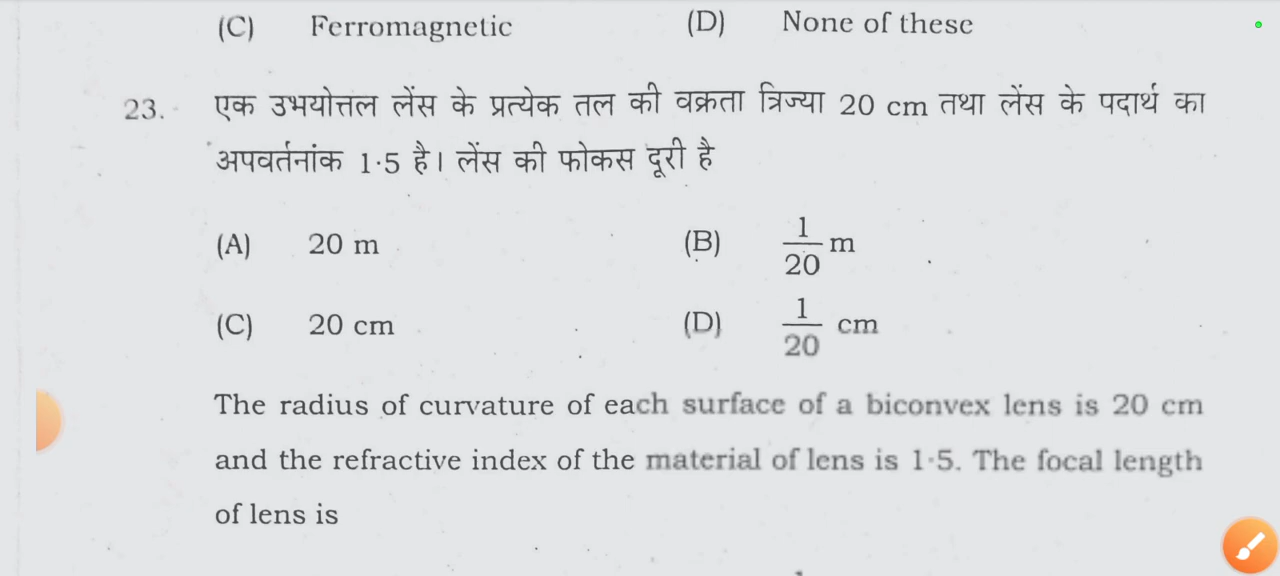 (C) Ferromagnetic (D) None of these
23. एक उभयोत्तल लेंस के प्रत्येक तल की वक्रता त्रिज्या 20 cm तथा लेंस के पदार्थ का
अपवर्तनांक 1·5 है। लेंस की फोकस दूरी है
(A) 20 m (B) 1/20 m
(C) 20 cm (D) 1/20 cm
The radius of curvature of each surface of a biconvex lens is 20 cm
and the refractive index of the material of lens is 1·5. The focal length
of lens is